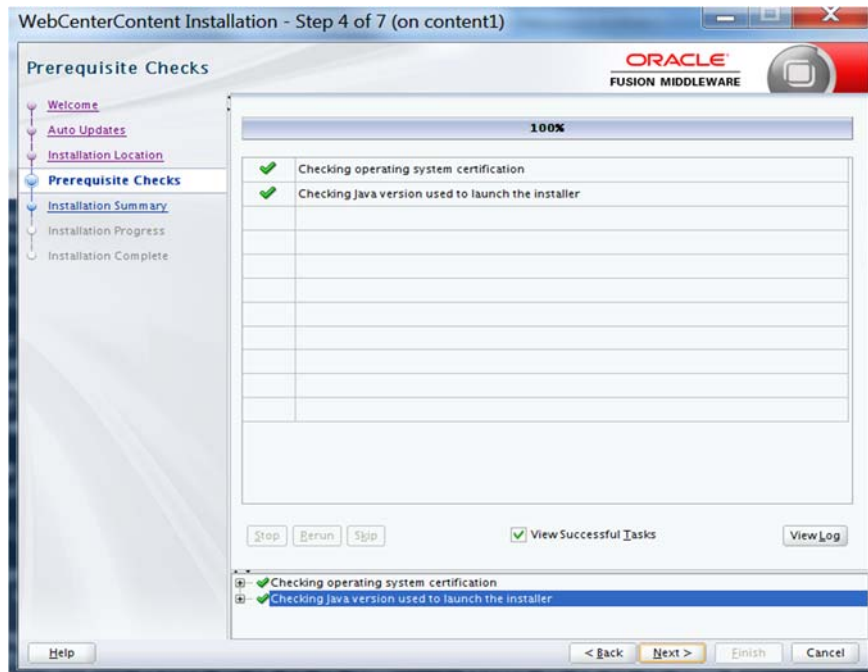 WebCenterContent Installation - Step 4 of 7 (on content1)
Prerequisite Checks
ORACLE
FUSION MIDDLEWARE
Welcome
Auto Updates
Installation Location
Prerequisite Checks
Installation Summary
Installation Progress
Installation Complete
100%
Checking operating system certification
Checking Java version used to launch the installer
Stop Rerun Skip View Successful Tasks View Log
Checking operating system certification
Checking Java version used to launch the installer
Help < Back Next > Finish Cancel